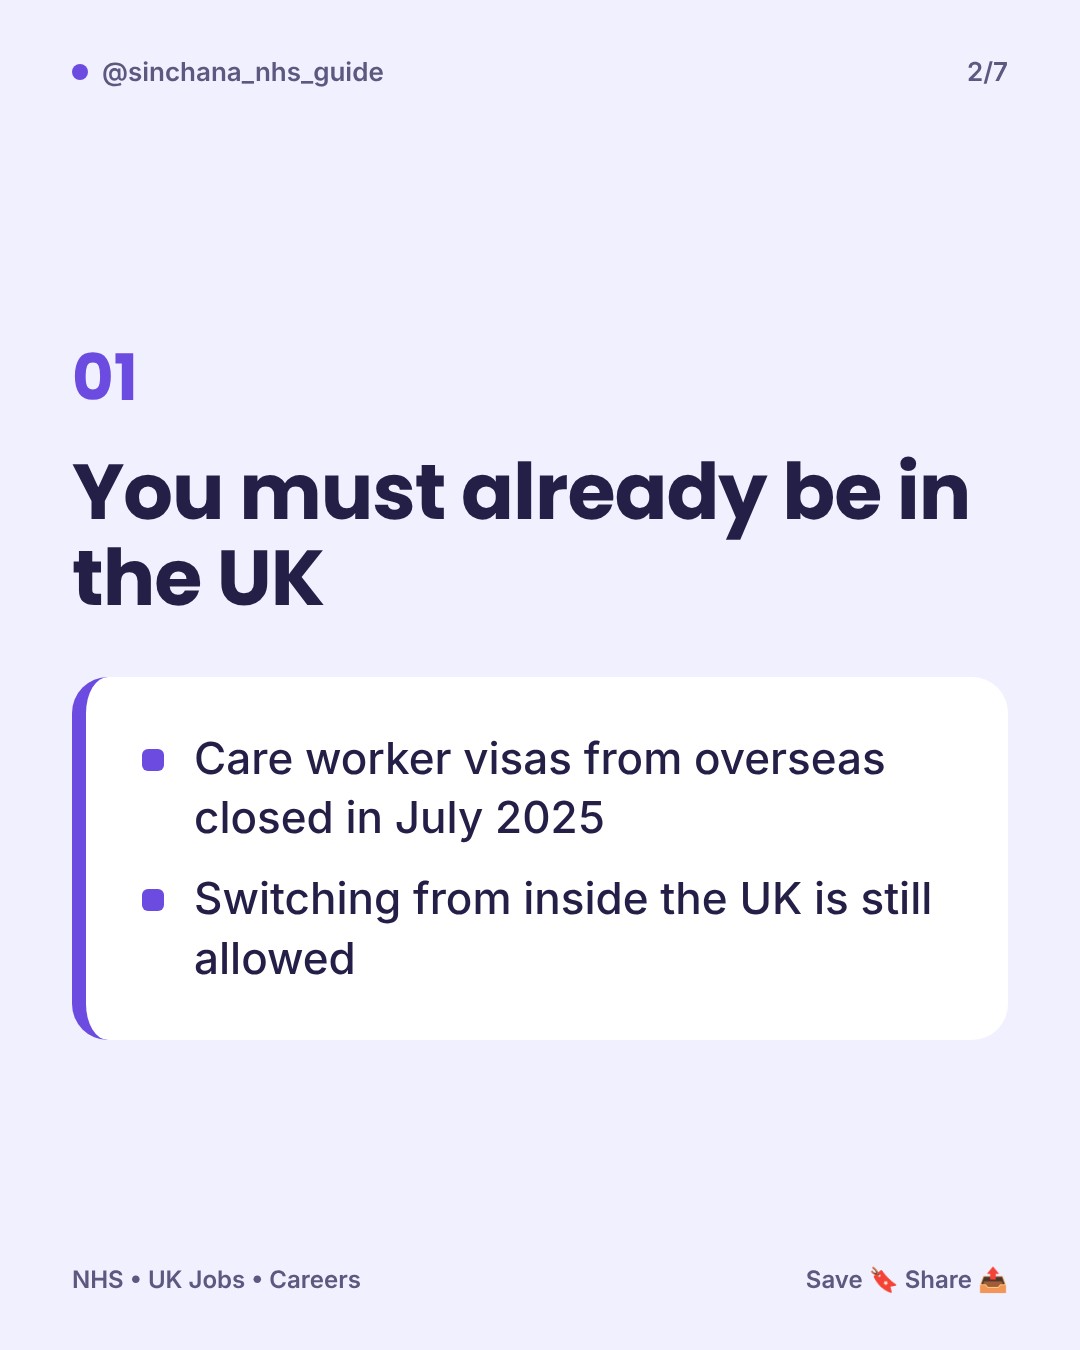 @sinchana_nhs_guide
2/7
01
You must already be in
the UK
Care worker visas from overseas
closed in July 2025
Switching from inside the UK is still
allowed
NHS • UK Jobs • Careers
Save 🔖 Share 📤